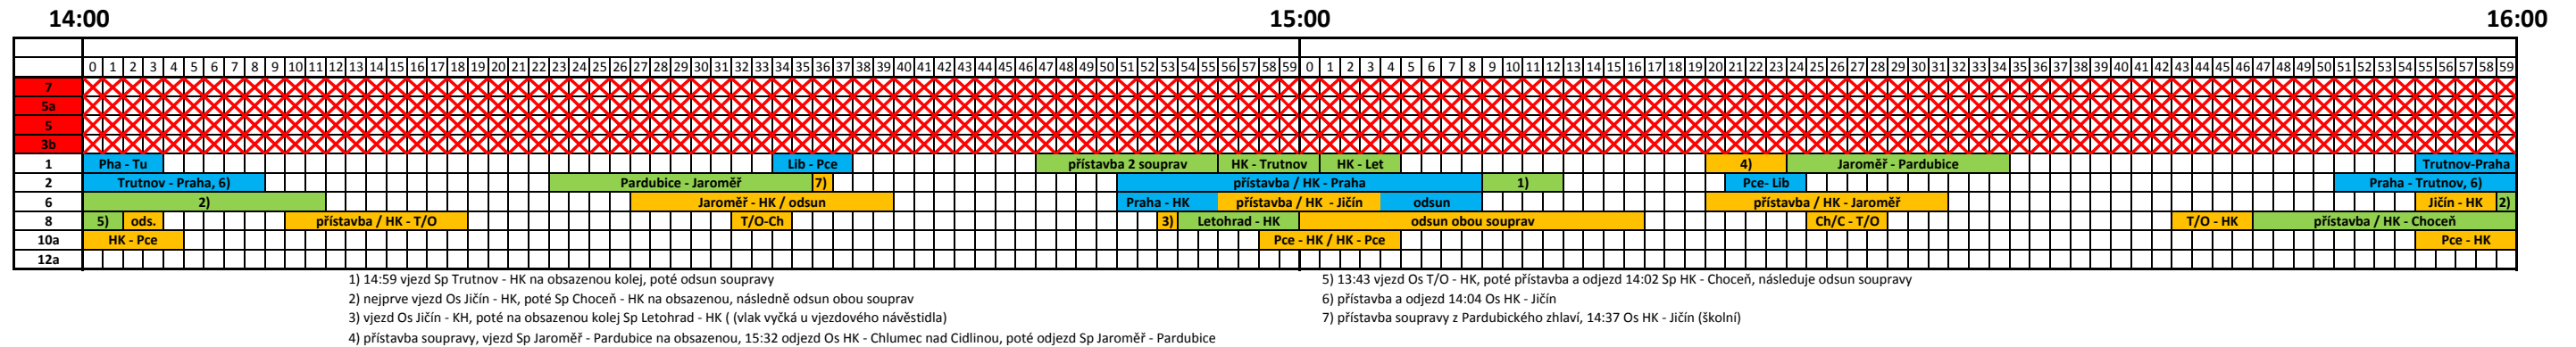 14:00 15:00 16:00
0 1 2 3 4 5 6 7 8 9 10 11 12 13 14 15 16 17 18 19 20 21 22 23 24 25 26 27 28 29 30 31 32 33 34 35 36 37 38 39 40 41 42 43 44 45 46 47 48 49 50 51 52 53 54 55 56 57 58 59 0 1 2 3 4 5 6 7 8 9 10 11 12 13 14 15 16 17 18 19 20 21 22 23 24 25 26 27 28 29 30 31 32 33 34 35 36 37 38 39 40 41 42 43 44 45 46 47 48 49 50 51 52 53 54 55 56 57 58 59
7
5a
5
3b
1 Pha - Tu Lib - Pce přístavba 2 souprav HK - Trutnov HK - Let 4) Jaroměř - Pardubice Trutnov-Praha
2 Trutnov - Praha, 6) Pardubice - Jaroměř 7) přístavba / HK - Praha 1) Pce- Lib Praha - Trutnov, 6)
6 2) Jaroměř - HK / odsun Praha - HK přístavba / HK - Jičín odsun přístavba / HK - Jaroměř Jičín - HK 2)
8 5) ods. přístavba / HK - T/O T/O-Ch 3) Letohrad - HK odsun obou souprav Ch/C - T/O T/O - HK přístavba / HK - Choceň
10a HK - Pce Pce - HK / HK - Pce Pce - HK
12a
1) 14:59 vjezd Sp Trutnov - HK na obsazenou kolej, poté odsun soupravy
2) nejprve vjezd Os Jičín - HK, poté Sp Choceň - HK na obsazenou, následně odsun obou souprav
3) vjezd Os Jičín - KH, poté na obsazenou kolej Sp Letohrad - HK ( (vlak vyčká u vjezdového návěstidla)
4) přístavba soupravy, vjezd Sp Jaroměř - Pardubice na obsazenou, 15:32 odjezd Os HK - Chlumec nad Cidlinou, poté odjezd Sp Jaroměř - Pardubice
5) 13:43 vjezd Os T/O - HK, poté přístavba a odjezd 14:02 Sp HK - Choceň, následuje odsun soupravy
6) přístavba a odjezd 14:04 Os HK - Jičín
7) přístavba soupravy z Pardubického zhlaví, 14:37 Os HK - Jičín (školní)